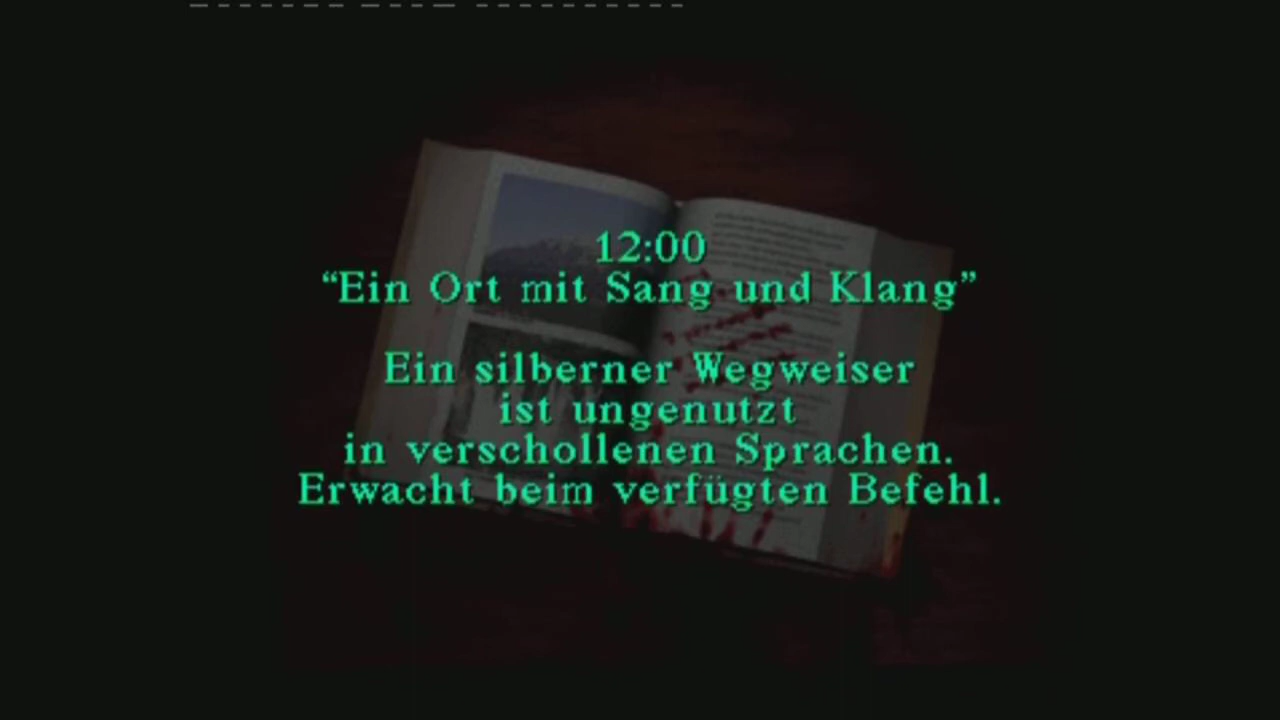 12:00
“Ein Ort mit Sang und Klang”
Ein silberner Wegweiser
ist ungenutzt
in verschollenen Sprachen.
Erwacht beim verfügten Befehl.